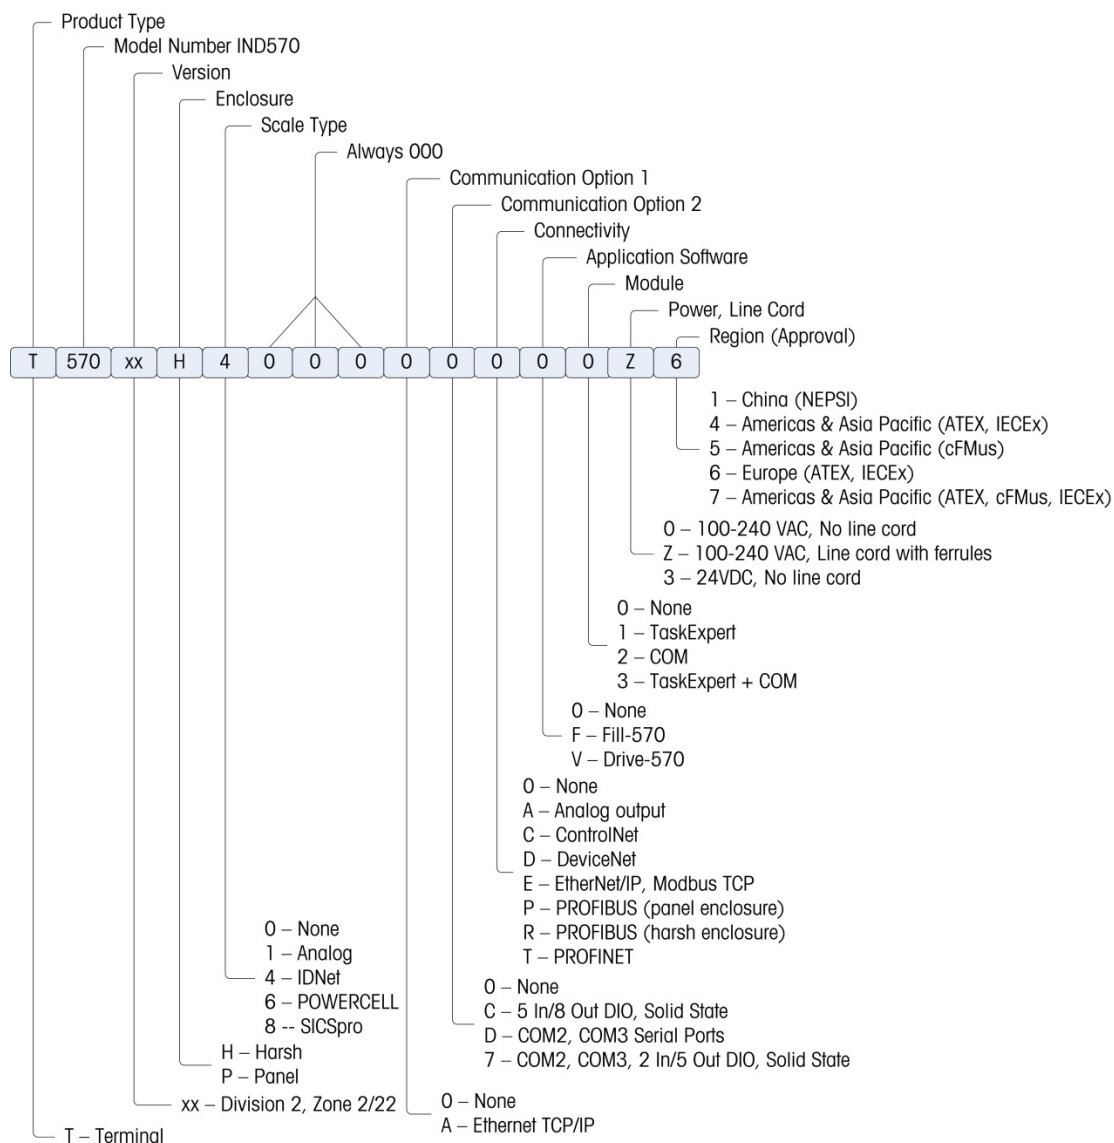 Product Type
Model Number IND570
Version
Enclosure
Scale Type
Always 000
Communication Option 1
Communication Option 2
Connectivity
Application Software
Module
Power, Line Cord
Region (Approval)
T 570 xx H 4 0 0 0 0 0 0 0 0 Z 6
1 – China (NEPSI)
4 – Americas & Asia Pacific (ATEX, IECEx)
5 – Americas & Asia Pacific (cFMus)
6 – Europe (ATEX, IECEx)
7 – Americas & Asia Pacific (ATEX, cFMus, IECEx)
0 – 100-240 VAC, No line cord
Z – 100-240 VAC, Line cord with ferrules
3 – 24VDC, No line cord
0 – None
1 – TaskExpert
2 – COM
3 – TaskExpert + COM
0 – None
F – Fill-570
V – Drive-570
0 – None
A – Analog output
C – ControlNet
D – DeviceNet
E – EtherNet/IP, Modbus TCP
P – PROFIBUS (panel enclosure)
R – PROFIBUS (harsh enclosure)
T – PROFINET
0 – None
1 – Analog
4 – IDNet
6 – POWERCELL
8 -- SICSpro
0 – None
C – 5 In/8 Out DIO, Solid State
D – COM2, COM3 Serial Ports
7 – COM2, COM3, 2 In/5 Out DIO, Solid State
H – Harsh
P – Panel
xx – Division 2, Zone 2/22
0 – None
A – Ethernet TCP/IP
T – Terminal